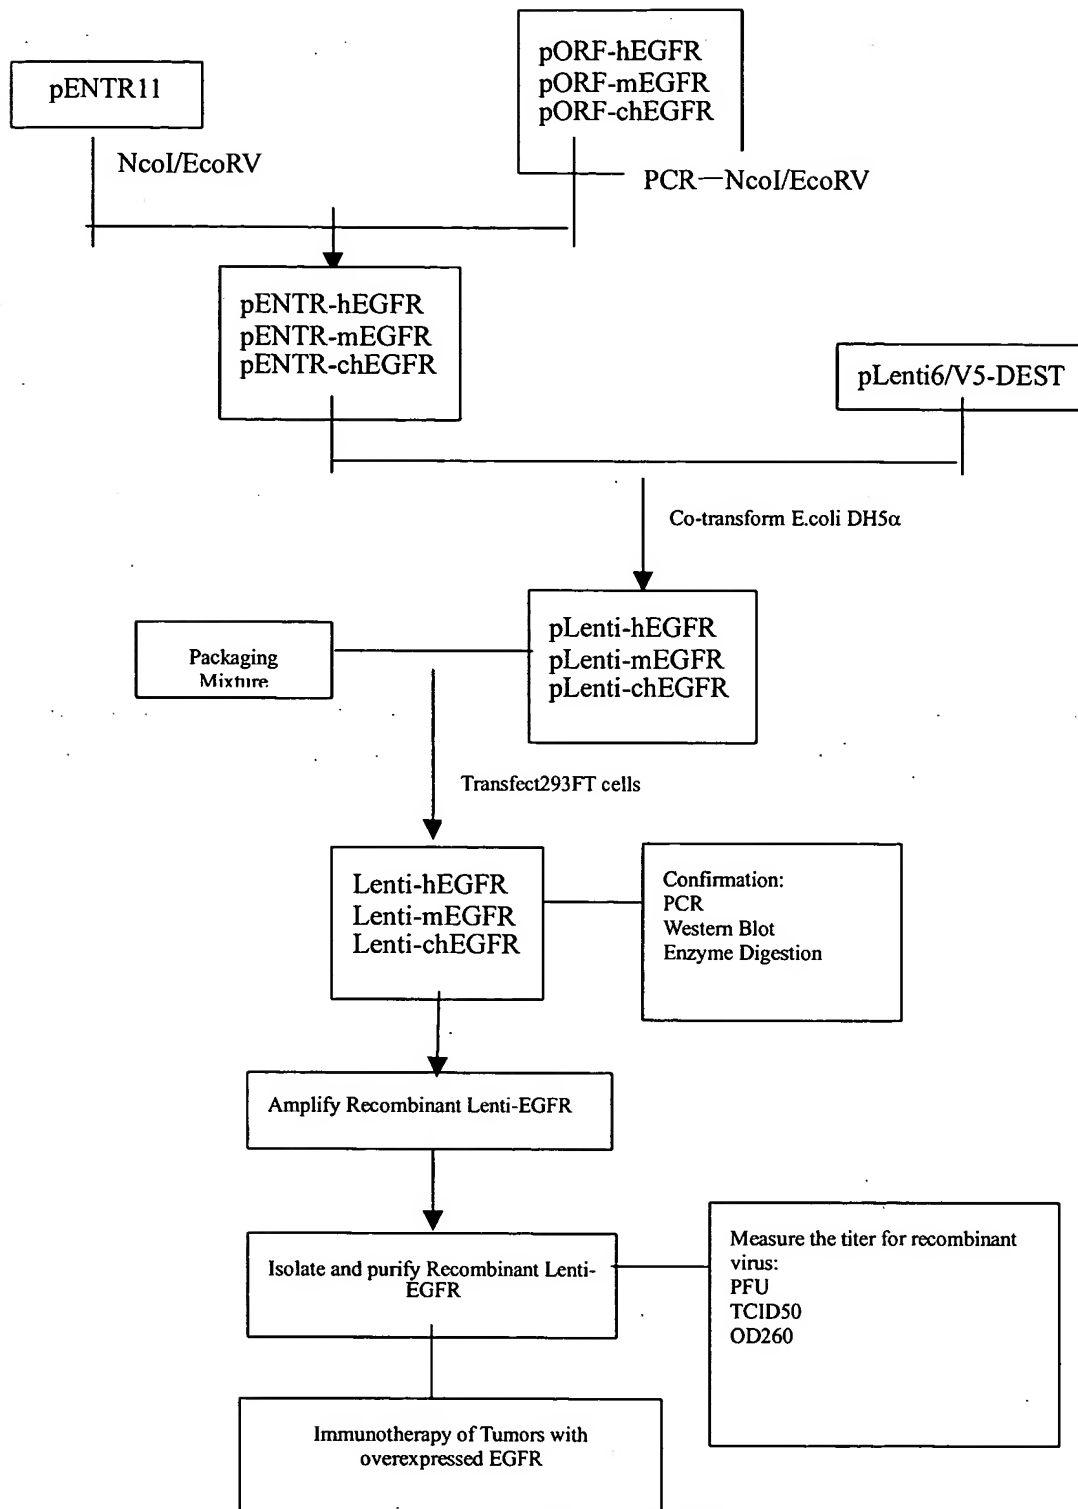 pENTR11
pORF-hEGFR
pORF-mEGFR
pORF-chEGFR
NcoI/EcoRV
PCR—NcoI/EcoRV
pENTR-hEGFR
pENTR-mEGFR
pENTR-chEGFR
pLenti6/V5-DEST
Co-transform E.coli DH5α
pLenti-hEGFR
pLenti-mEGFR
pLenti-chEGFR
Packaging
Mixture
Transfect293FT cells
Lenti-hEGFR
Lenti-mEGFR
Lenti-chEGFR
Confirmation:
PCR
Western Blot
Enzyme Digestion
Amplify Recombinant Lenti-EGFR
Isolate and purify Recombinant Lenti-
EGFR
Measure the titer for recombinant
virus:
PFU
TCID50
OD260
Immunotherapy of Tumors with
overexpressed EGFR